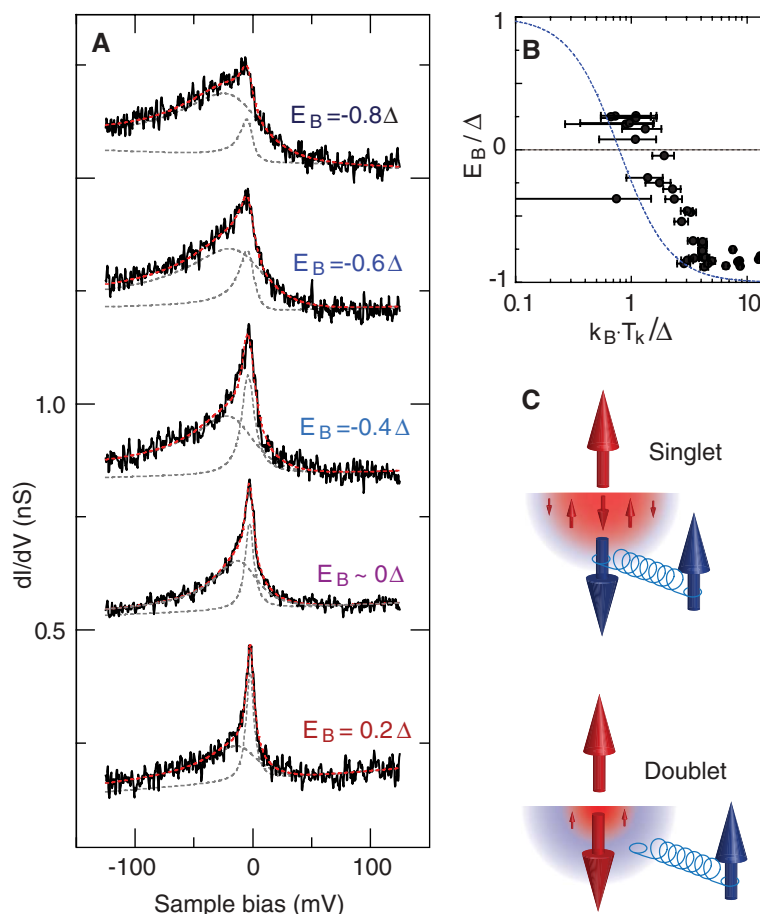 A
E_B=-0.8Δ
E_B=-0.6Δ
E_B=-0.4Δ
E_B ~ 0Δ
E_B = 0.2Δ
1.0
0.5
dI/dV (nS)
-100
0
100
Sample bias (mV)
B
1
0
-1
E_B/Δ
0.1
1
10
k_B·T_k/Δ
C
Singlet
Doublet